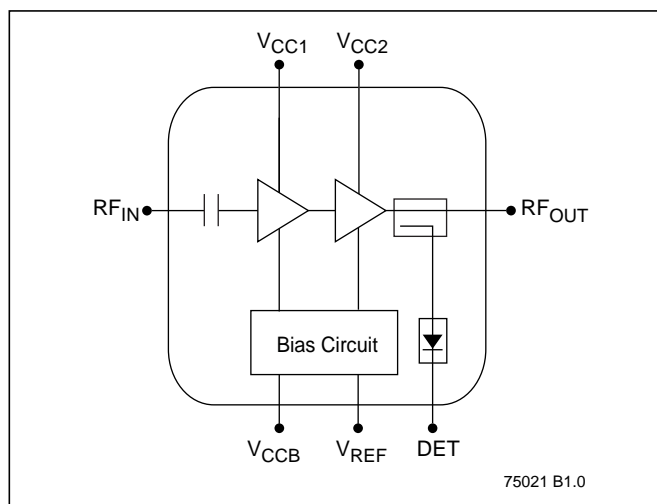 VCC1 VCC2
RFIN RFOUT
Bias Circuit
VCCB VREF DET
75021 B1.0